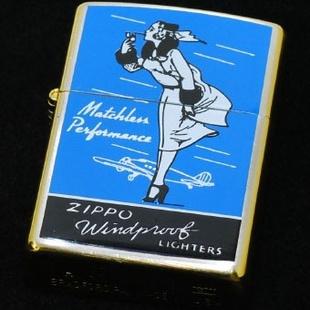 Matchless
Performance
ZIPPO
Windproof
LIGHTERS